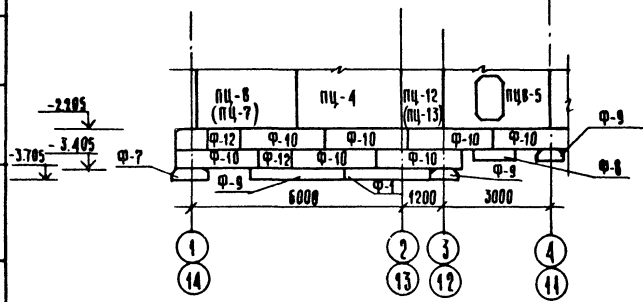 ПЦ-8
(ПЦ-7)
ПЦ-4
ПЦ-12
(ПЦ-13)
ПЦВ-5
-2.205
Ф-9
Ф-12 Ф-10 Ф-10 Ф-10 Ф-10
-3.405
-3.705
Ф-7
Ф-10 Ф-12 Ф-10 Ф-10
Ф-8
Ф-9 Ф-1 Ф-9
6000 1200 3000
1 2 3 4
14 13 12 11